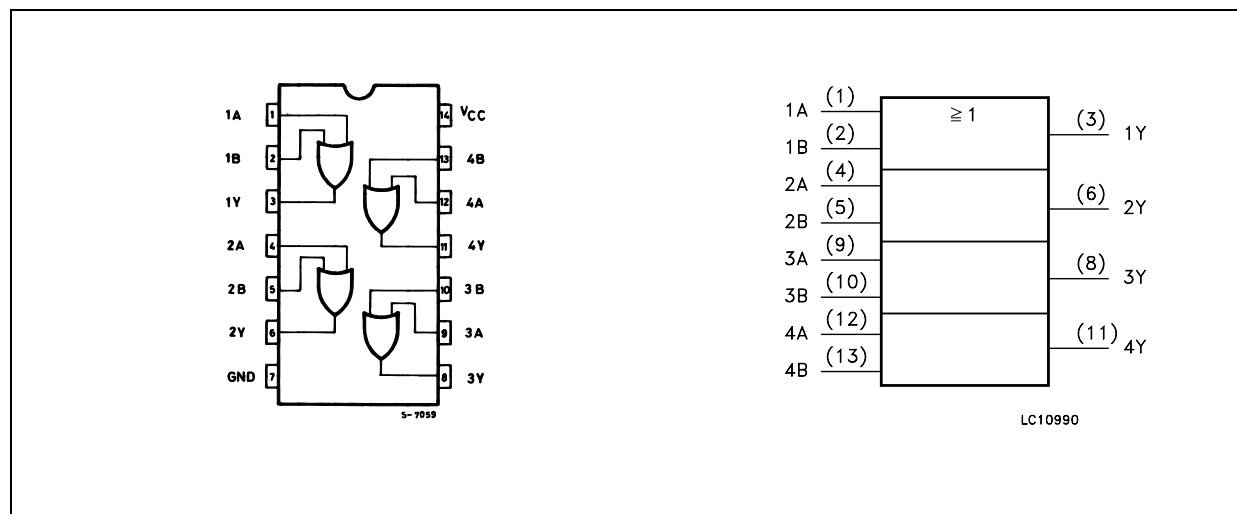 1A 1 14 VCC
1B 2 13 4B
1Y 3 12 4A
2A 4 11 4Y
2B 5 10 3B
2Y 6 9 3A
GND 7 8 3Y
S-7059
1A (1)
1B (2)
2A (4)
2B (5)
3A (9)
3B (10)
4A (12)
4B (13)
≧ 1
(3) 1Y
(6) 2Y
(8) 3Y
(11) 4Y
LC10990